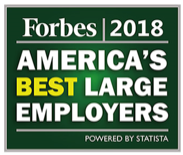 Forbes | 2018
AMERICA'S
BEST LARGE
EMPLOYERS
POWERED BY STATISTA